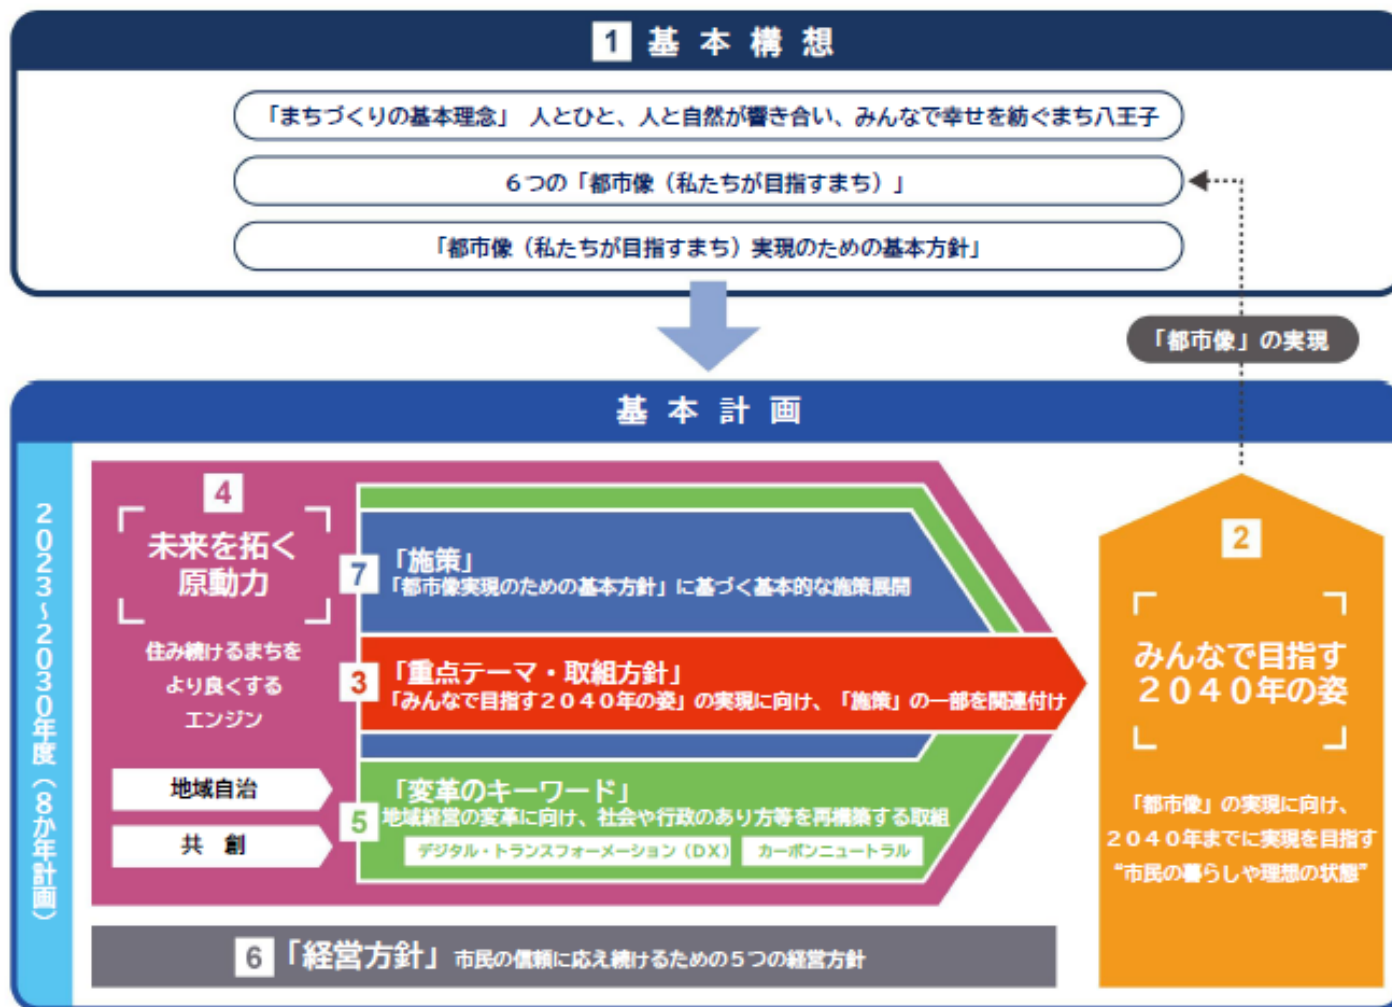 1 基本構想
「まちづくりの基本理念」 人とひと、人と自然が響き合い、みんなで幸せを紡ぐまち八王子
6つの「都市像（私たちが目指すまち）」
「都市像（私たちが目指すまち）実現のための基本方針」
「都市像」の実現
基本計画
2023～2030年度（8か年計画）
4
未来を拓く
原動力
住み続けるまちを
より良くする
エンジン
地域自治
共 創
7 「施策」
「都市像実現のための基本方針」に基づく基本的な施策展開
3 「重点テーマ・取組方針」
「みんなで目指す2040年の姿」の実現に向け、「施策」の一部を関連付け
5 「変革のキーワード」
地域経営の変革に向け、社会や行政のあり方等を再構築する取組
デジタル・トランスフォーメーション（DX） カーボンニュートラル
2
みんなで目指す
2040年の姿
「都市像」の実現に向け、
2040年までに実現を目指す
“市民の暮らしや理想の状態”
6 「経営方針」 市民の信頼に応え続けるための5つの経営方針